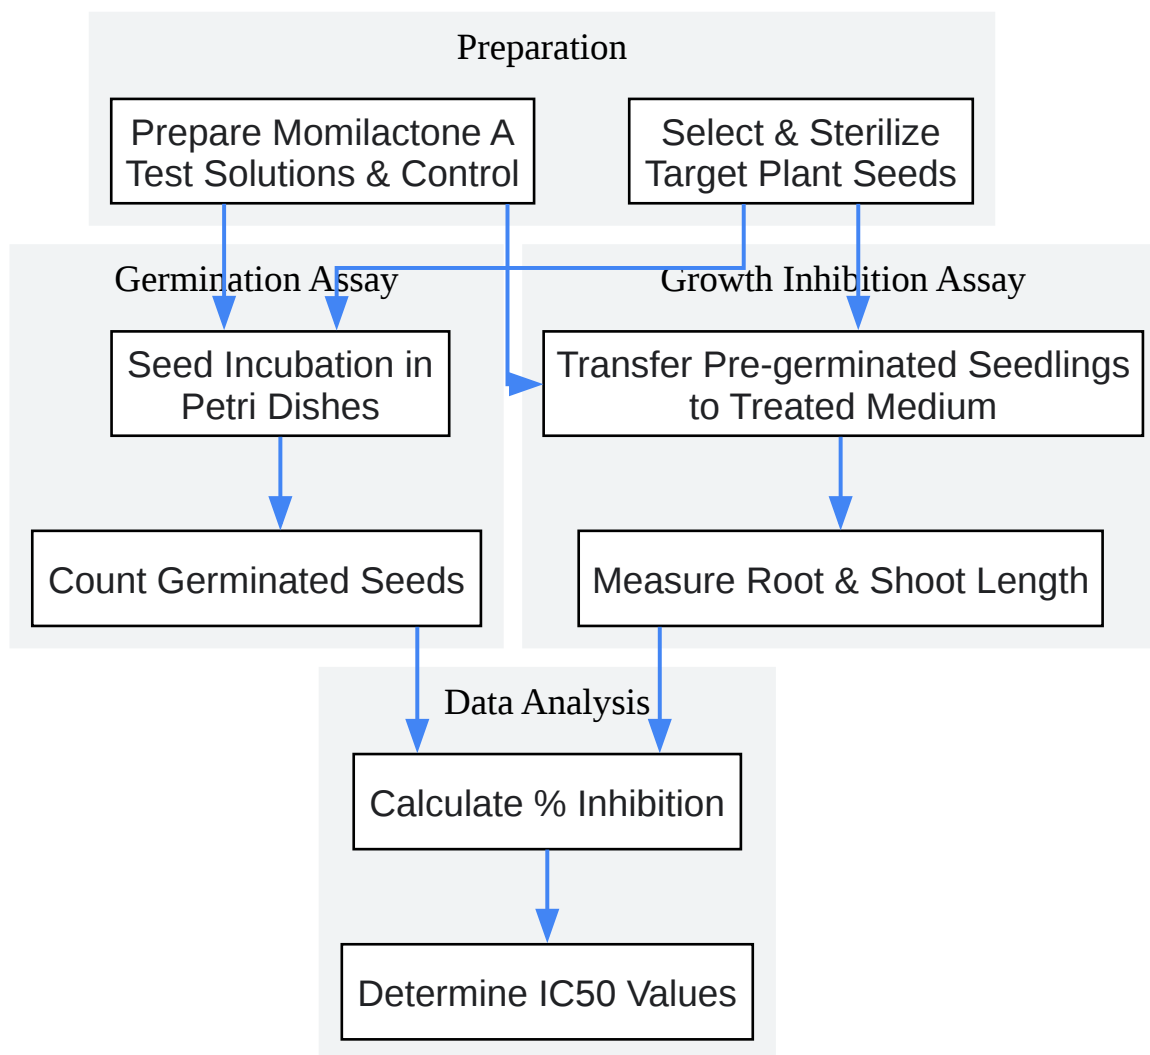 Preparation
Prepare Momilactone A
Test Solutions & Control
Select & Sterilize
Target Plant Seeds
Germination Assay
Seed Incubation in
Petri Dishes
Count Germinated Seeds
Growth Inhibition Assay
Transfer Pre-germinated Seedlings
to Treated Medium
Measure Root & Shoot Length
Data Analysis
Calculate % Inhibition
Determine IC50 Values